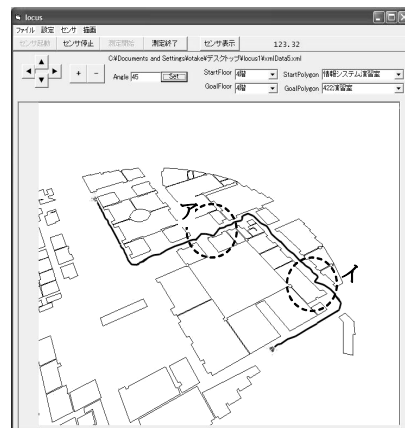 locus
ファイル 設定 センサ 描画
センサ起動 センサ停止 測定開始 測定終了 センサ表示 123.32
C:¥Documents and Settings¥otake¥デスクトップ¥locus1¥xmlData5.xml
+ - Angle 45 Set StartFloor 4階 StartPolygon 情報システム演習室
GoalFloor 4階 GoalPolygon 422演習室
ア
イ